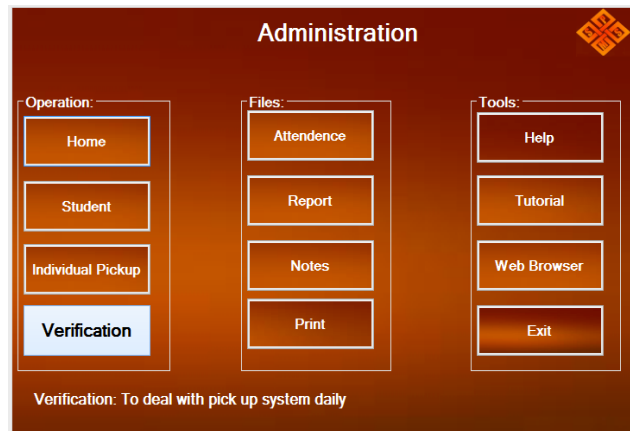 Administration
Operation:
Home
Student
Individual Pickup
Verification
Files:
Attendence
Report
Notes
Print
Tools:
Help
Tutorial
Web Browser
Exit
Verification: To deal with pick up system daily